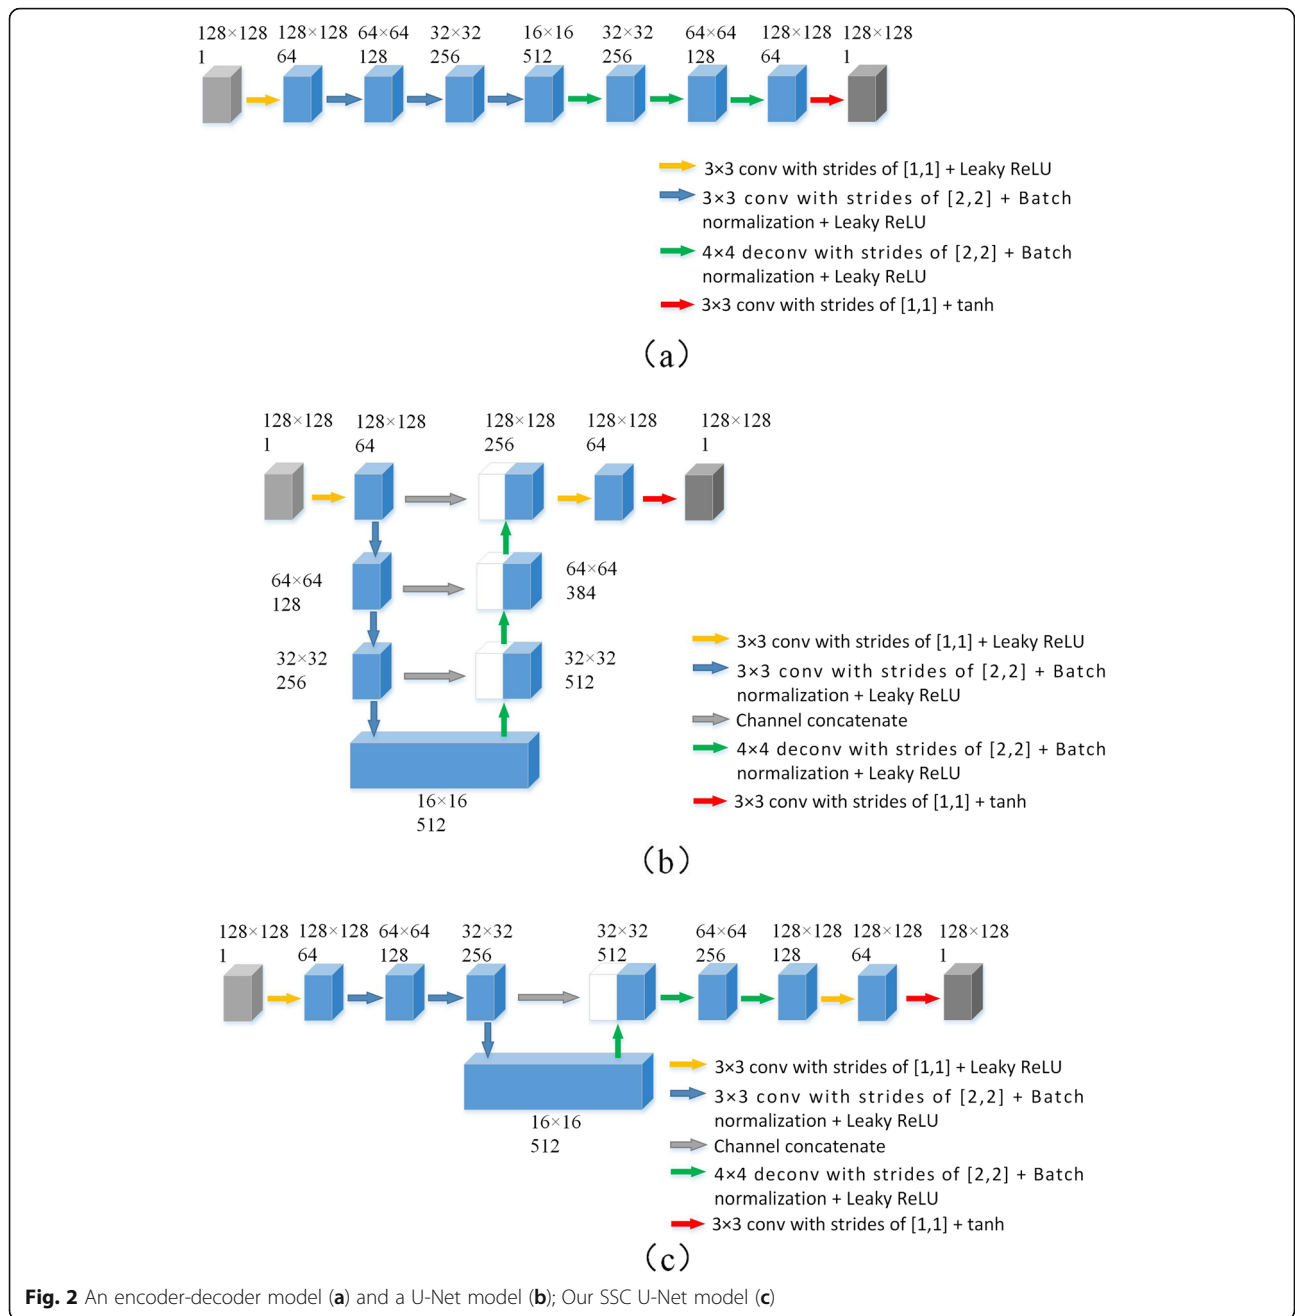 128×128 128×128 64×64 32×32 16×16 32×32 64×64 128×128 128×128
1 64 128 256 512 256 128 64 1
3×3 conv with strides of [1,1] + Leaky ReLU
3×3 conv with strides of [2,2] + Batch
normalization + Leaky ReLU
4×4 deconv with strides of [2,2] + Batch
normalization + Leaky ReLU
3×3 conv with strides of [1,1] + tanh
(a)
128×128 128×128 128×128 128×128 128×128
1 64 256 64 1
64×64 64×64
128 384
32×32 32×32
256 512
16×16
512
3×3 conv with strides of [1,1] + Leaky ReLU
3×3 conv with strides of [2,2] + Batch
normalization + Leaky ReLU
Channel concatenate
4×4 deconv with strides of [2,2] + Batch
normalization + Leaky ReLU
3×3 conv with strides of [1,1] + tanh
(b)
128×128 128×128 64×64 32×32 32×32 64×64 128×128 128×128 128×128
1 64 128 256 512 256 128 64 1
16×16
512
3×3 conv with strides of [1,1] + Leaky ReLU
3×3 conv with strides of [2,2] + Batch
normalization + Leaky ReLU
Channel concatenate
4×4 deconv with strides of [2,2] + Batch
normalization + Leaky ReLU
3×3 conv with strides of [1,1] + tanh
(c)
Fig. 2 An encoder-decoder model (a) and a U-Net model (b); Our SSC U-Net model (c)